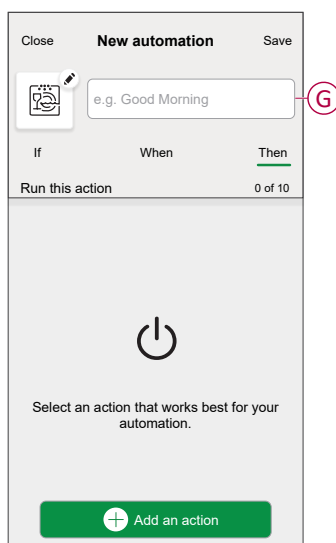 Close New automation Save
e.g. Good Morning
G
If When Then
Run this action 0 of 10
Select an action that works best for your
automation.
Add an action